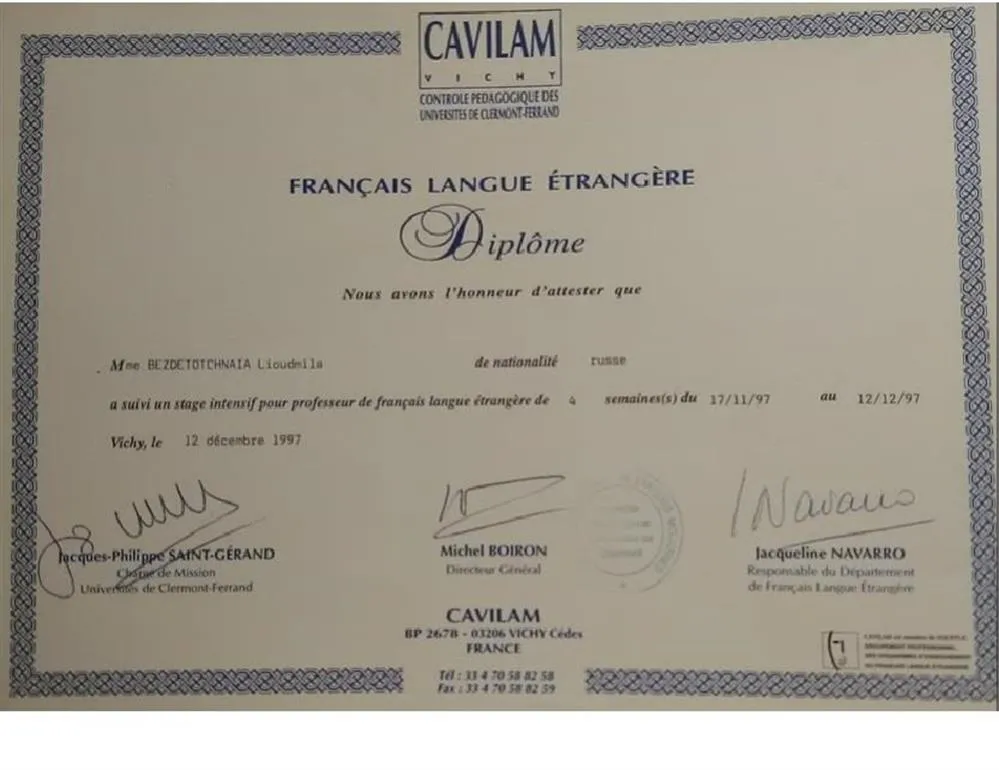 CAVILAM
VICHY
CONTROLE PEDAGOGIQUE DES
UNIVERSITES DE CLERMONT-FERRAND
FRANÇAIS LANGUE ÉTRANGÈRE
Diplôme
Nous avons l'honneur d'attester que
Mme BEZDETOTCHNAIA Lioudmila de nationalité russe
a suivi un stage intensif pour professeur de français langue étrangère de 4 semaines(s) du 17/11/97 au 12/12/97
Vichy, le 12 décembre 1997
Navarro
Jacques-Philippe SAINT-GÉRAND Michel BOIRON Jacqueline NAVARRO
Chargé de Mission Directeur Général Responsable du Département
Universités de Clermont-Ferrand de Français Langue Étrangère
CAVILAM
BP 2678 - 03206 VICHY Cédex
FRANCE
Tél : 33 4 70 58 82 58
Fax : 33 4 70 58 82 59